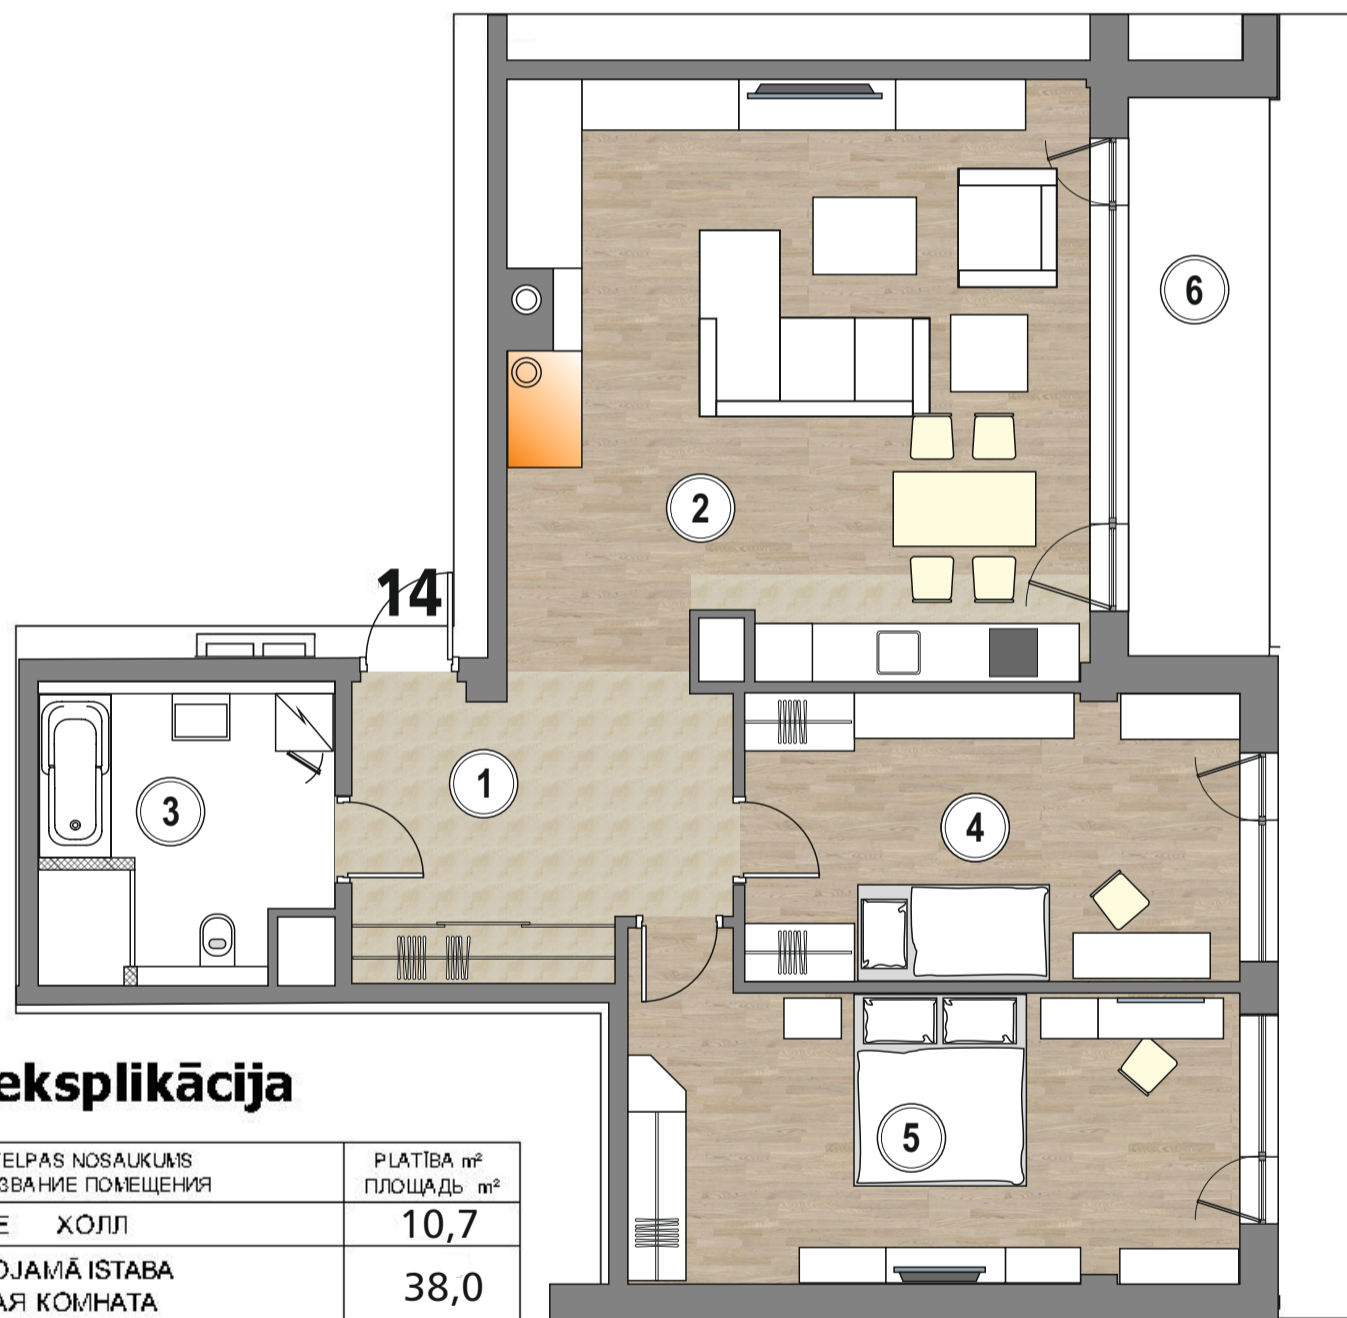 6
2
14
1
3
4
5
eksplikācija
TELPAS NOSAUKUMS
ЗВАНИЕ ПОМЕЩЕНИЯ
PLATĪBA m²
ПЛОЩАДЬ m²
E ХОЛЛ
10,7
OJAMĀ ISTABA
АЯ КОМНАТА
38,0